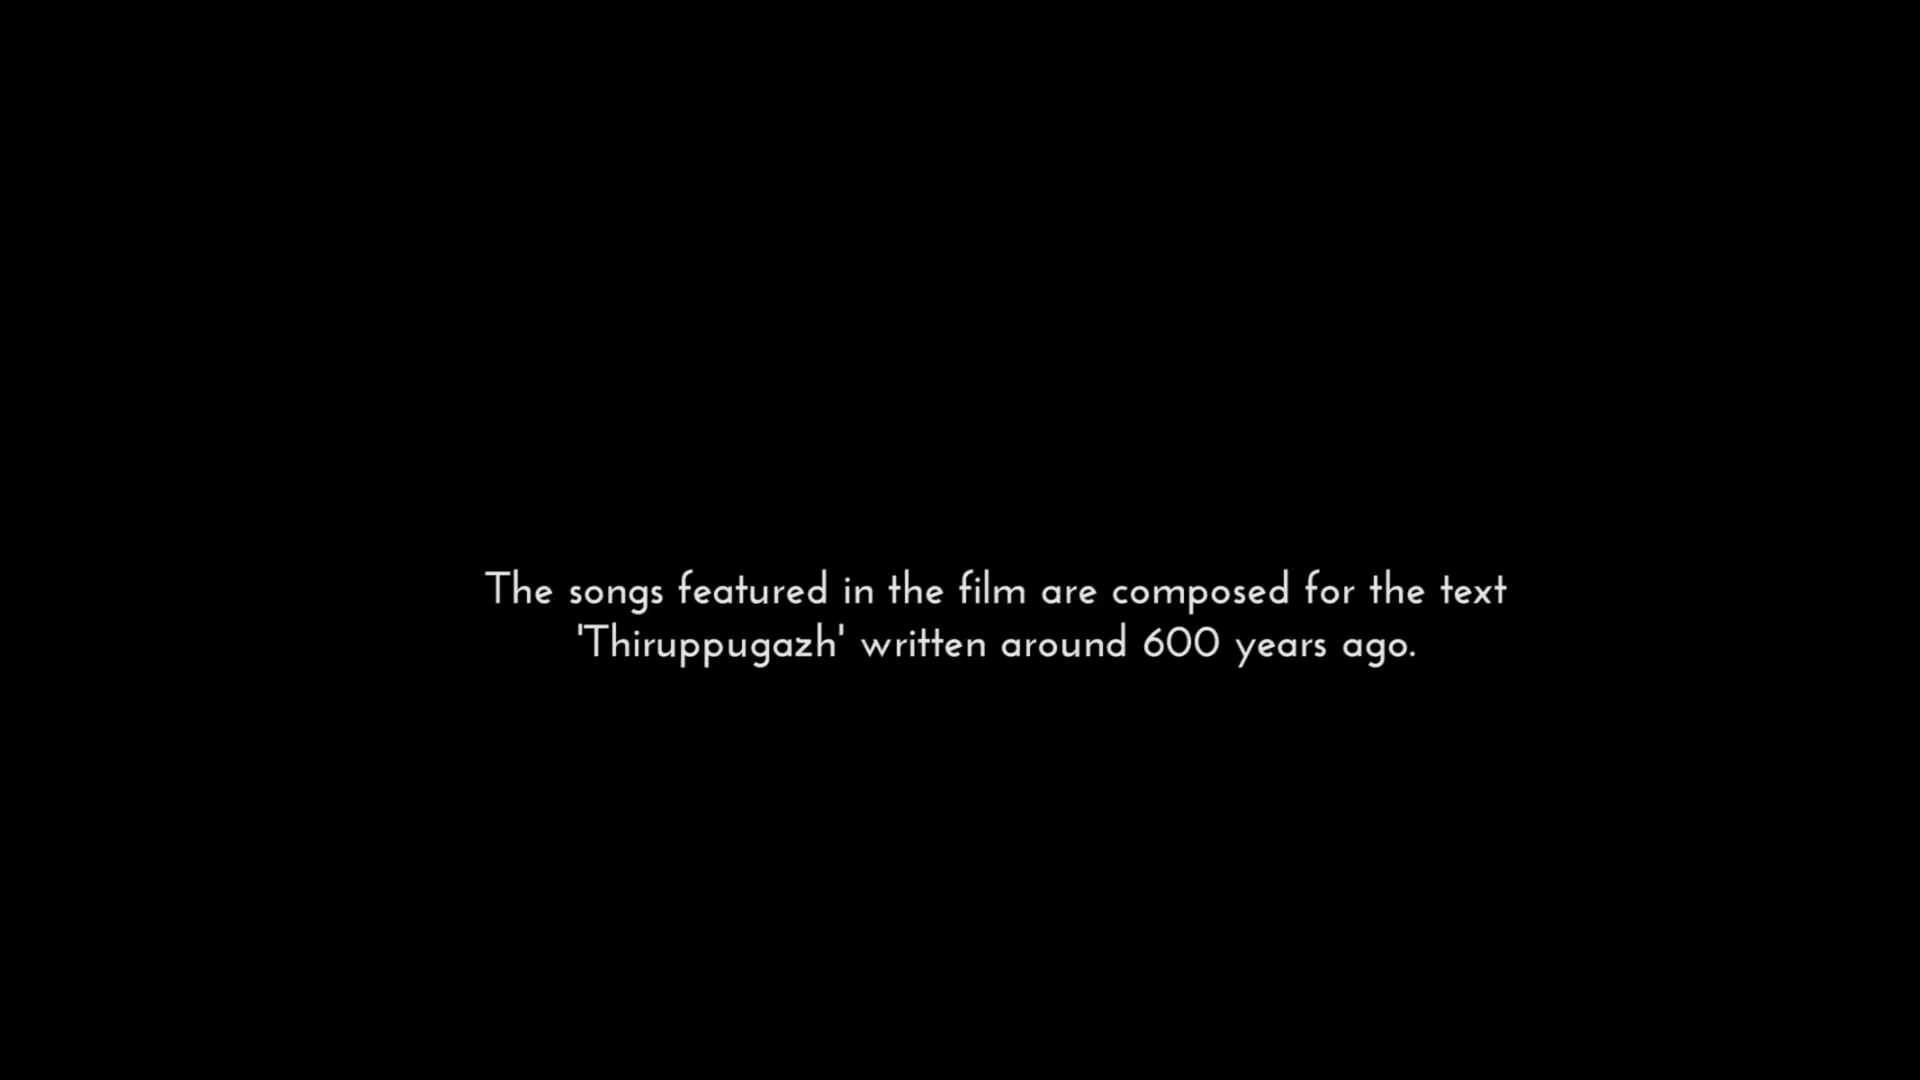 The songs featured in the film are composed for the text
'Thiruppugazh' written around 600 years ago.